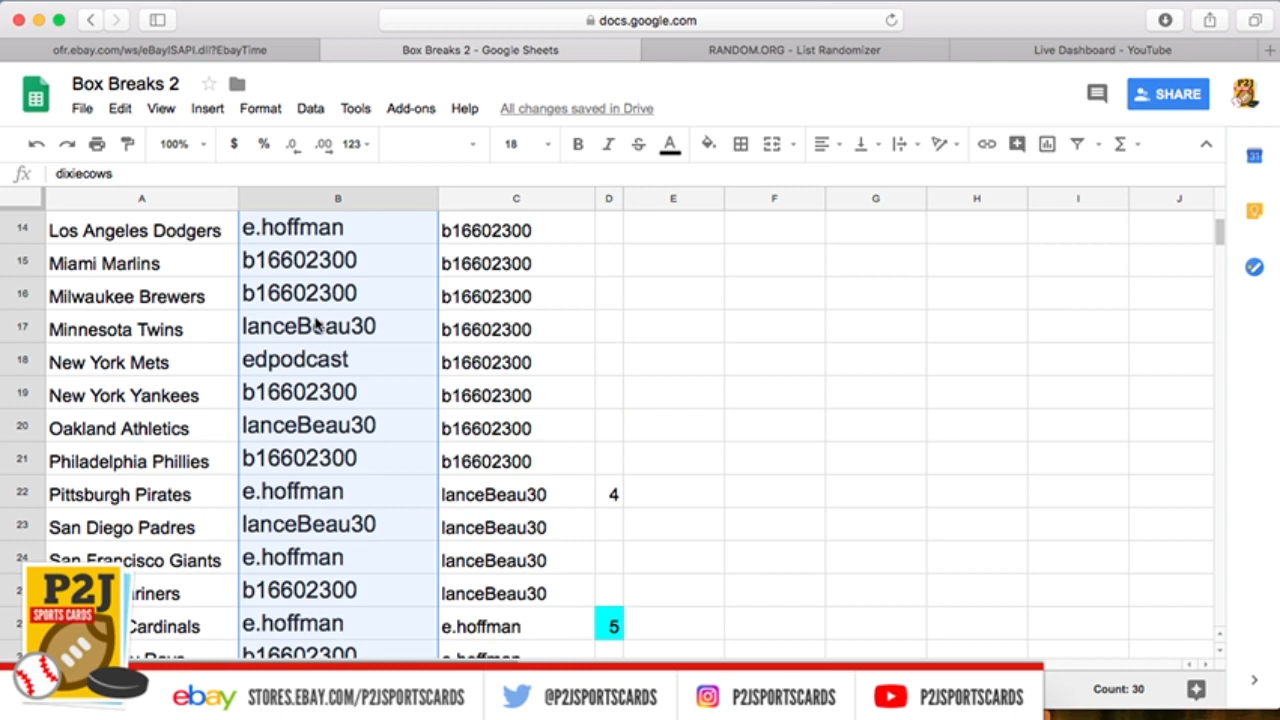 docs.google.com
ofr.ebay.com/ws/eBayISAPI.dll?EbayTime
Box Breaks 2 - Google Sheets
RANDOM.ORG - List Randomizer
Live Dashboard - YouTube
Box Breaks 2
File Edit View Insert Format Data Tools Add-ons Help All changes saved in Drive
SHARE
100% $ % .0 .00 123 18 B I S A
fx dixiecows
A B C D E F G H I J
14 Los Angeles Dodgers e.hoffman b16602300
15 Miami Marlins b16602300 b16602300
16 Milwaukee Brewers b16602300 b16602300
17 Minnesota Twins lanceBeau30 b16602300
18 New York Mets edpodcast b16602300
19 New York Yankees b16602300 b16602300
20 Oakland Athletics lanceBeau30 b16602300
21 Philadelphia Phillies b16602300 b16602300
22 Pittsburgh Pirates e.hoffman lanceBeau30 4
23 San Diego Padres lanceBeau30 lanceBeau30
24 San Francisco Giants e.hoffman lanceBeau30
riners b16602300 lanceBeau30
Cardinals e.hoffman e.hoffman 5
b16602300 e.hoffman
P2J
SPORTS CARDS
ebay STORES.EBAY.COM/P2JSPORTSCARDS
@P2JSPORTSCARDS
P2JSPORTSCARDS
P2JSPORTSCARDS
Count: 30